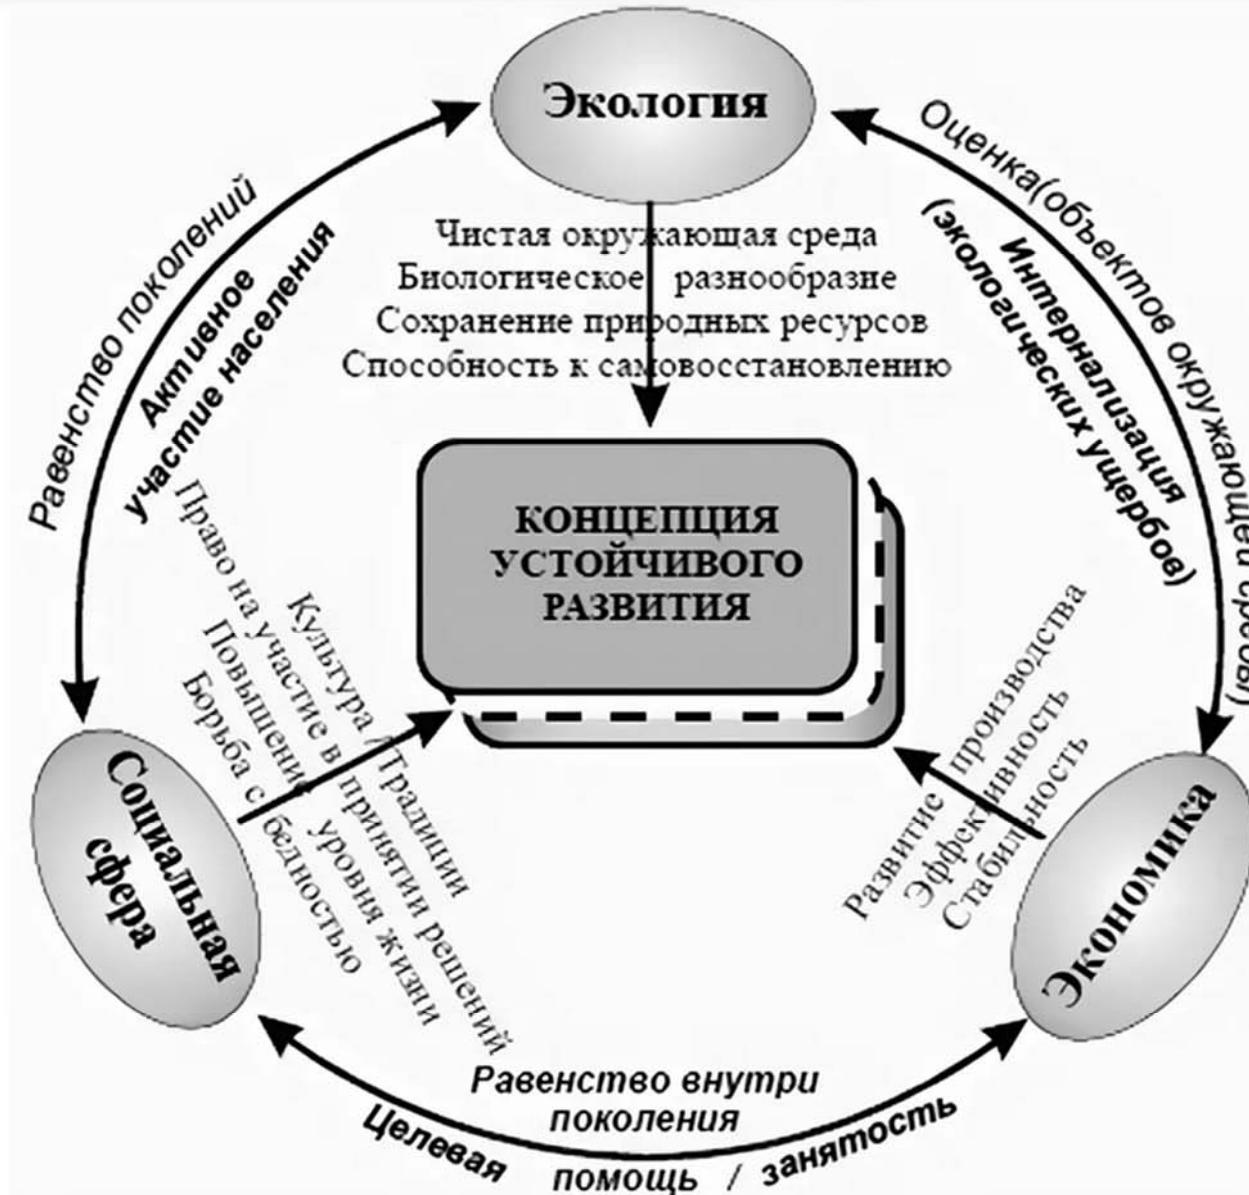 Экология
Чистая окружающая среда
Биологическое разнообразие
Сохранение природных ресурсов
Способность к самовосстановлению
Равенство поколений
Активное
участие населения
Оценка(объектов окружающей среды)
Интернализация
(экологических ущербов)
КОНЦЕПЦИЯ
УСТОЙЧИВОГО
РАЗВИТИЯ
Культура / Традиции
Право на участие в принятии решений
Повышение уровня жизни
Борьба с бедностью
Развитие производства
Эффективность
Стабильность
Социальная
сфера
Экономика
Равенство внутри
поколения
Целевая помощь / занятость